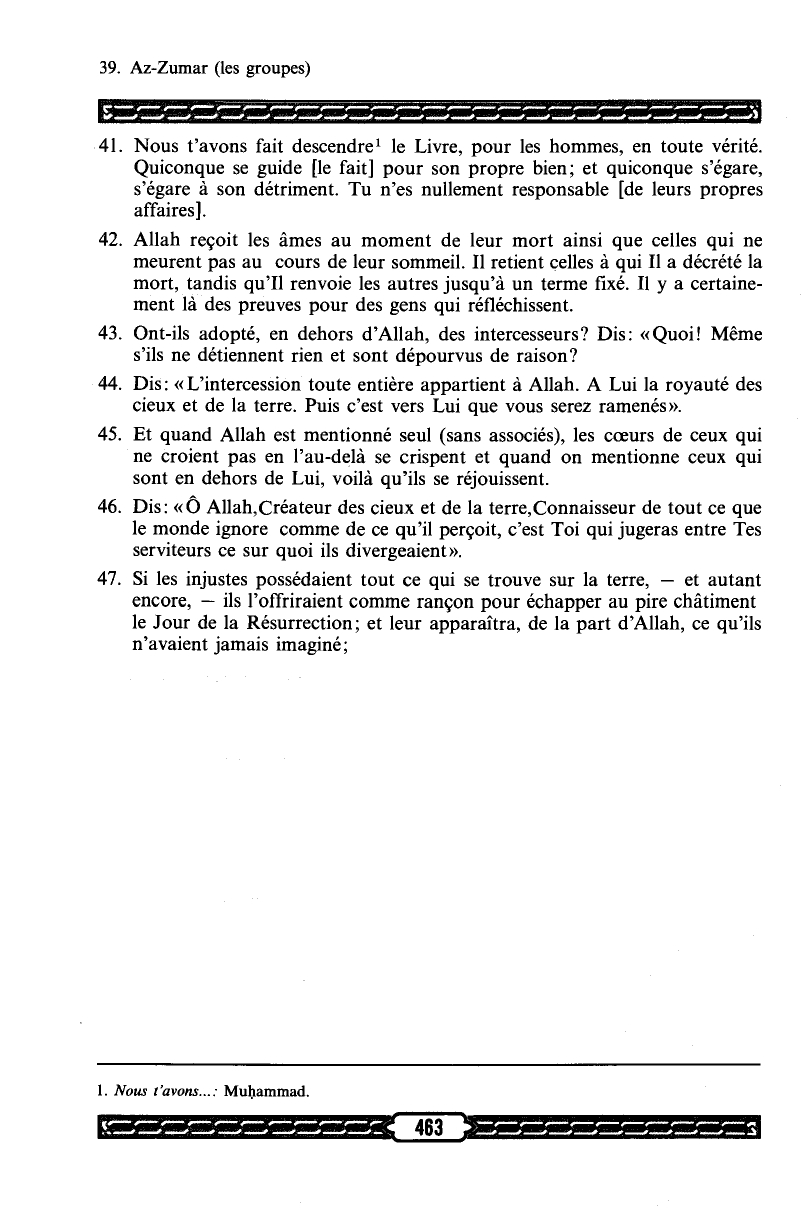 39. Az-Zumar (les groupes)
41. Nous t’avons fait descendre¹ le Livre, pour les hommes, en toute vérité.
Quiconque se guide [le fait] pour son propre bien; et quiconque s’égare,
s’égare à son détriment. Tu n’es nullement responsable [de leurs propres
affaires].
42. Allah reçoit les âmes au moment de leur mort ainsi que celles qui ne
meurent pas au cours de leur sommeil. Il retient celles à qui Il a décrété la
mort, tandis qu’Il renvoie les autres jusqu’à un terme fixé. Il y a certaine-
ment là des preuves pour des gens qui réfléchissent.
43. Ont-ils adopté, en dehors d’Allah, des intercesseurs? Dis: «Quoi! Même
s’ils ne détiennent rien et sont dépourvus de raison?
44. Dis: «L’intercession toute entière appartient à Allah. A Lui la royauté des
cieux et de la terre. Puis c’est vers Lui que vous serez ramenés».
45. Et quand Allah est mentionné seul (sans associés), les cœurs de ceux qui
ne croient pas en l’au-delà se crispent et quand on mentionne ceux qui
sont en dehors de Lui, voilà qu’ils se réjouissent.
46. Dis: «Ô Allah,Créateur des cieux et de la terre,Connaisseur de tout ce que
le monde ignore comme de ce qu’il perçoit, c’est Toi qui jugeras entre Tes
serviteurs ce sur quoi ils divergeaient».
47. Si les injustes possédaient tout ce qui se trouve sur la terre, — et autant
encore, — ils l’offriraient comme rançon pour échapper au pire châtiment
le Jour de la Résurrection; et leur apparaîtra, de la part d’Allah, ce qu’ils
n’avaient jamais imaginé;
1. Nous t’avons...: Muḥammad.
463